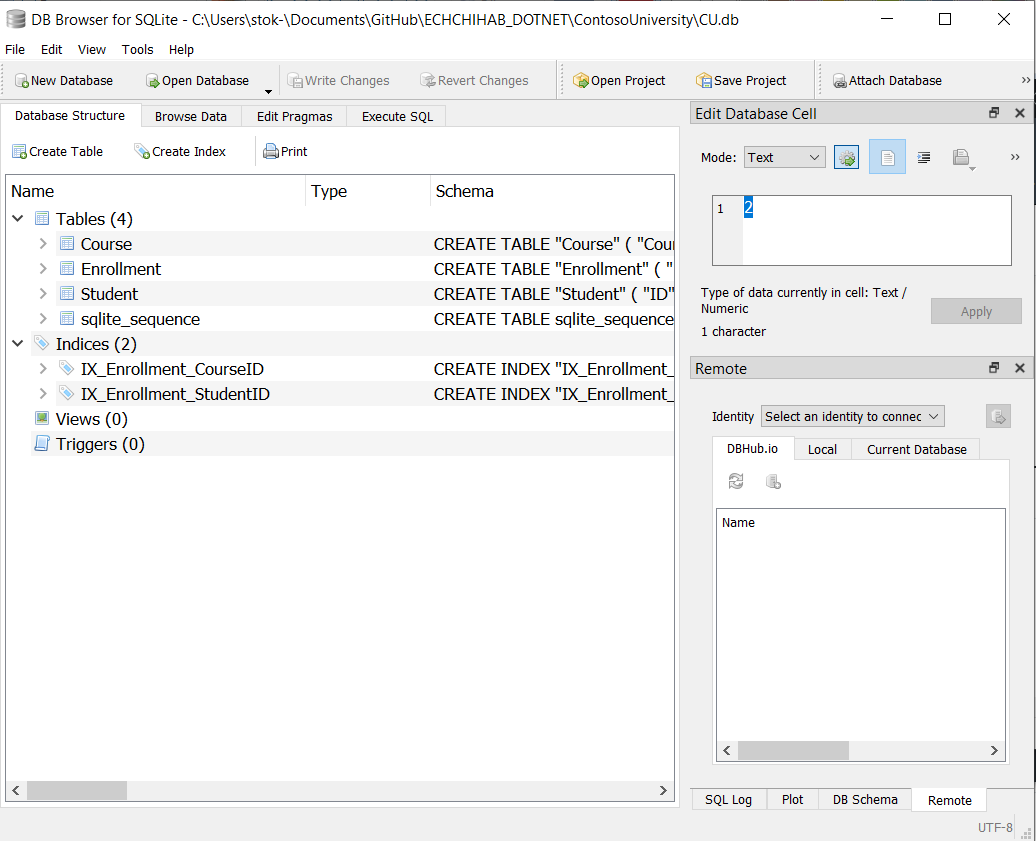 DB Browser for SQLite - C:\Users\stok-\Documents\GitHub\ECHCHIHAB_DOTNET\ContosoUniversity\CU.db
File Edit View Tools Help
New Database Open Database Write Changes Revert Changes Open Project Save Project Attach Database »
Database Structure Browse Data Edit Pragmas Execute SQL
Create Table Create Index Print
Name Type Schema
Tables (4)
Course CREATE TABLE "Course" ( "Cour
Enrollment CREATE TABLE "Enrollment" ( "
Student CREATE TABLE "Student" ( "ID"
sqlite_sequence CREATE TABLE sqlite_sequence
Indices (2)
IX_Enrollment_CourseID CREATE INDEX "IX_Enrollment_
IX_Enrollment_StudentID CREATE INDEX "IX_Enrollment_
Views (0)
Triggers (0)
Edit Database Cell
Mode: Text »
1 2
Type of data currently in cell: Text /
Numeric
1 character
Apply
Remote
Identity Select an identity to connec
DBHub.io Local Current Database
Name
SQL Log Plot DB Schema Remote
UTF-8